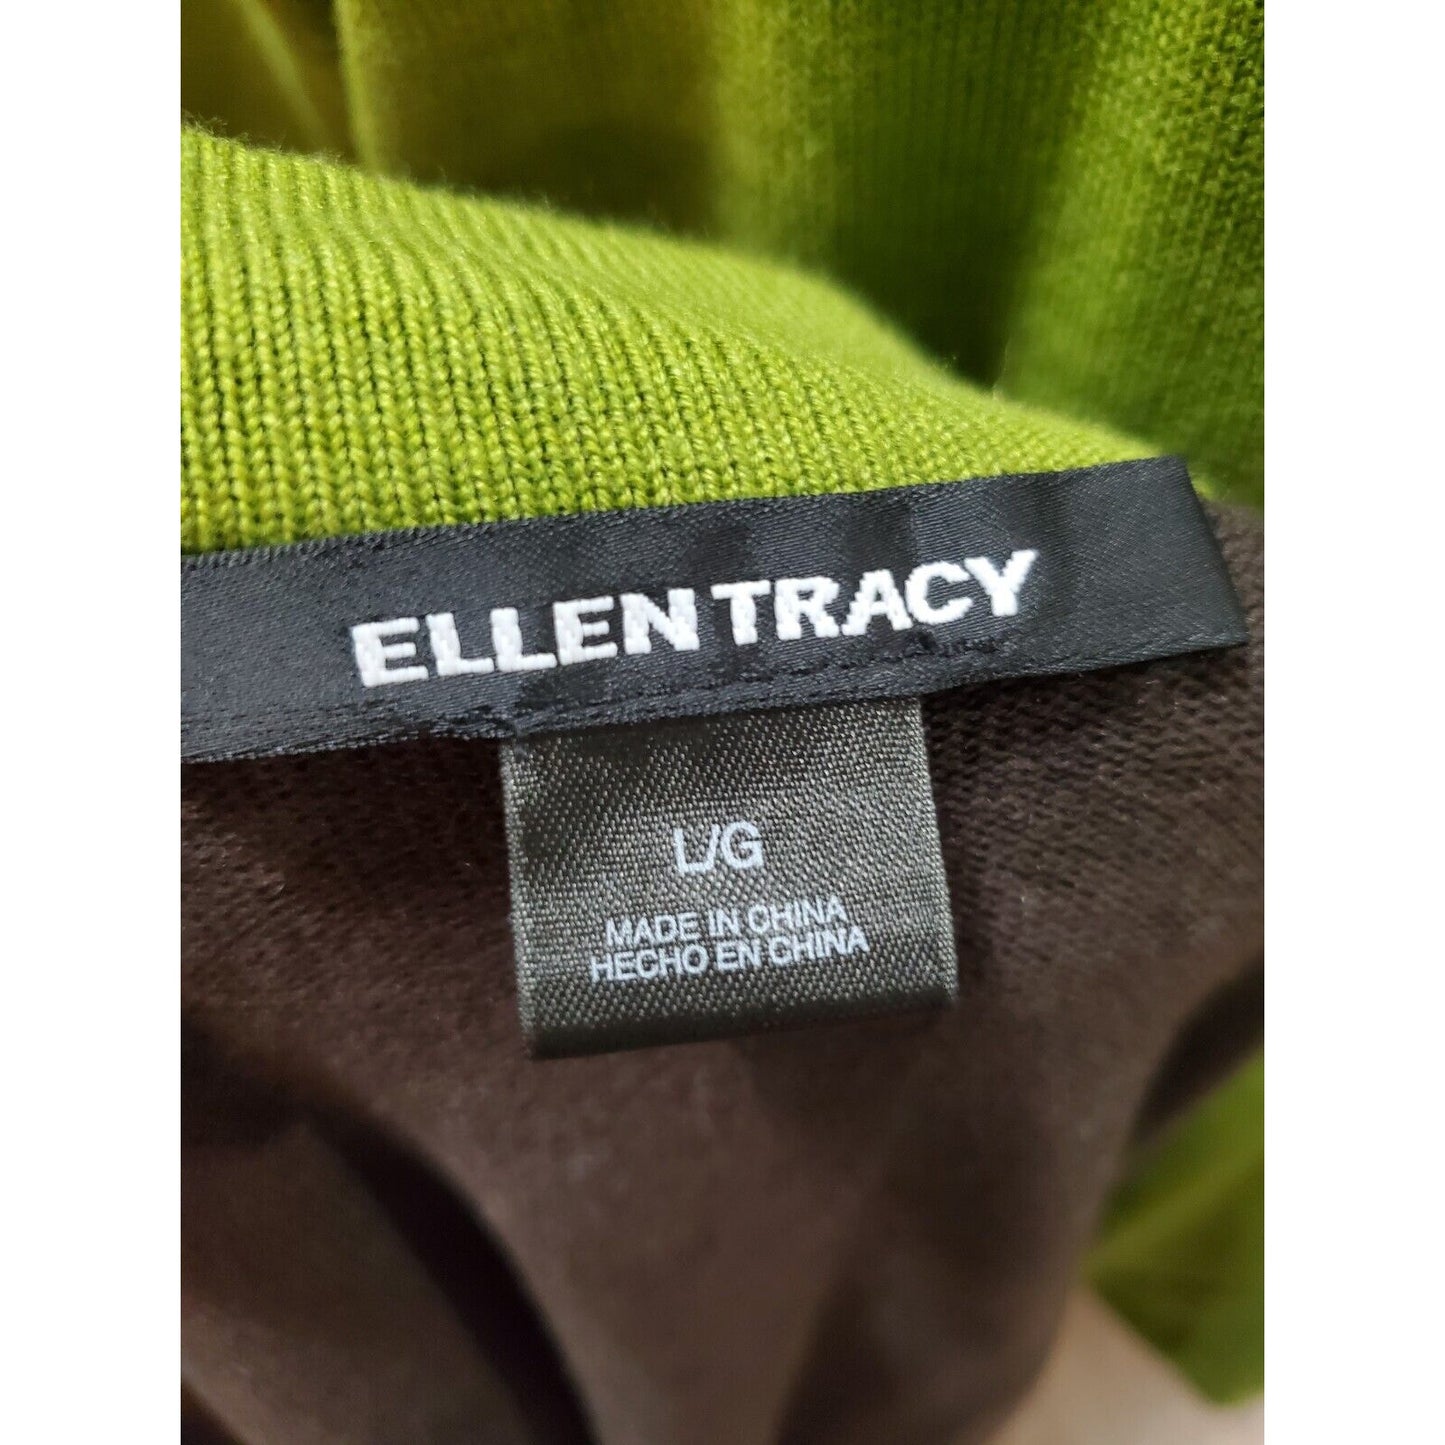 ELLEN TRACY
L/G
MADE IN CHINA
HECHO EN CHINA